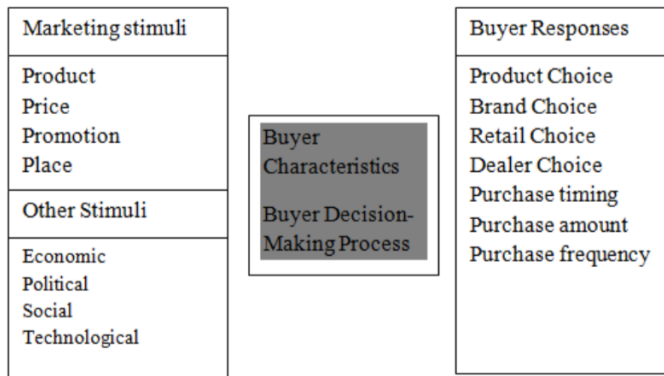 Marketing stimuli
Product
Price
Promotion
Place
Other Stimuli
Economic
Political
Social
Technological
Buyer
Characteristics
Buyer Decision-
Making Process
Buyer Responses
Product Choice
Brand Choice
Retail Choice
Dealer Choice
Purchase timing
Purchase amount
Purchase frequency